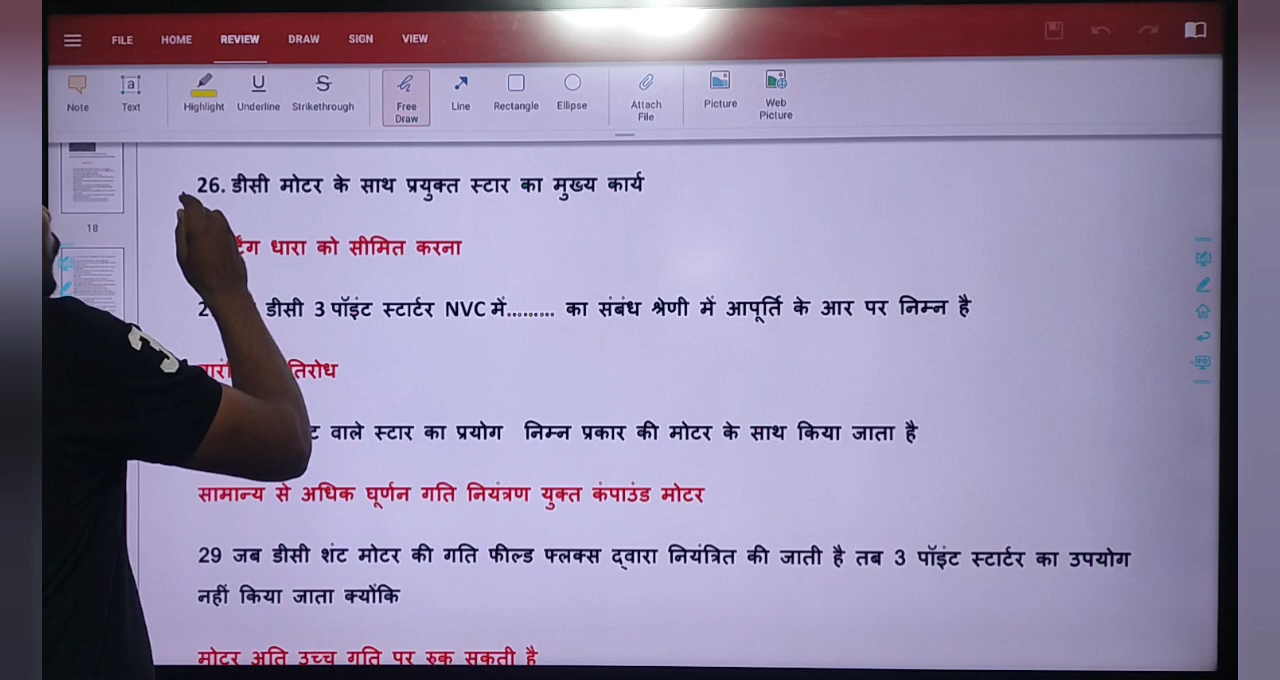 FILE HOME REVIEW DRAW SIGN VIEW
Note Text Highlight Underline Strikethrough Free Draw Line Rectangle Ellipse Attach File Picture Web Picture
26. डीसी मोटर के साथ प्रयुक्त स्टार का मुख्य कार्य
धारा को सीमित करना
18
डीसी 3 पॉइंट स्टार्टर NVC में......... का संबंध श्रेणी में आपूर्ति के आर पर निम्न है
वाले स्टार का प्रयोग निम्न प्रकार की मोटर के साथ किया जाता है
सामान्य से अधिक घूर्णन गति नियंत्रण युक्त कंपाउंड मोटर
29 जब डीसी शंट मोटर की गति फील्ड फ्लक्स द्वारा नियंत्रित की जाती है तब 3 पॉइंट स्टार्टर का उपयोग
नहीं किया जाता क्योंकि
मोटर अति उच्च गति पर रुक सकती है